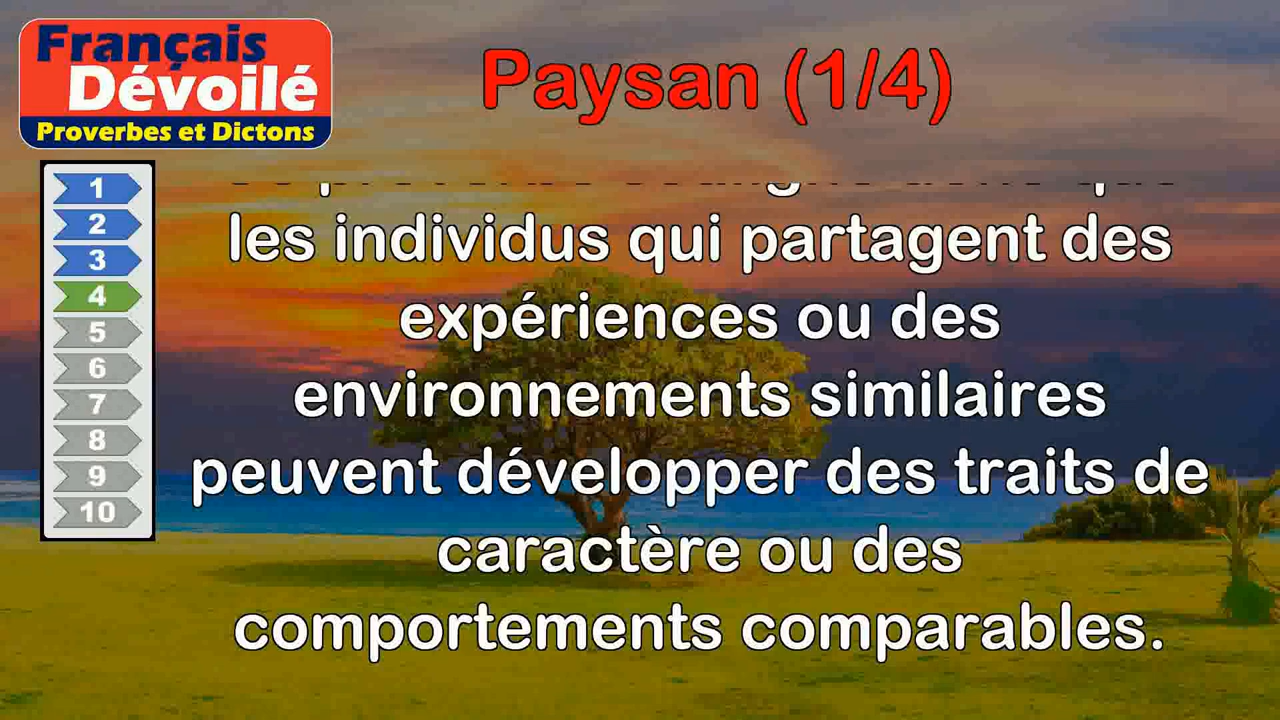 Français
Dévoilé
Proverbes et Dictons
Paysan (1/4)
1
2
3
4
5
6
7
8
9
10
les individus qui partagent des
expériences ou des
environnements similaires
peuvent développer des traits de
caractère ou des
comportements comparables.